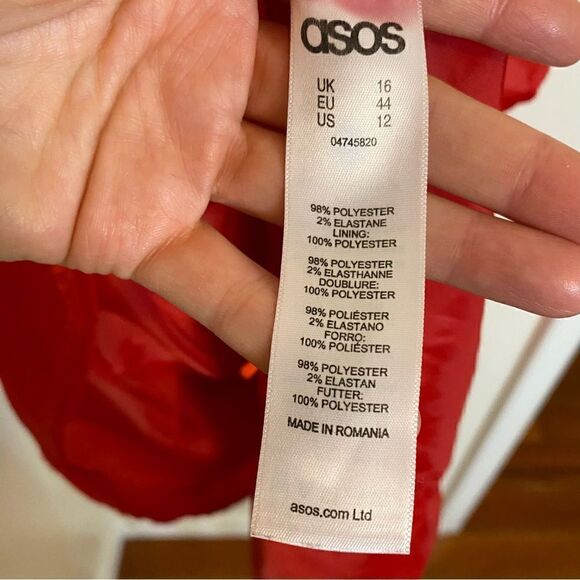 asos
UK 16
EU 44
US 12
04745820
98% POLYESTER
2% ELASTANE
LINING:
100% POLYESTER
98% POLYESTER
2% ELASTHANNE
DOUBLURE:
100% POLYESTER
98% POLIÉSTER
2% ELASTANO
FORRO:
100% POLIÉSTER
98% POLYESTER
2% ELASTAN
FUTTER:
100% POLYESTER
MADE IN ROMANIA
asos.com Ltd